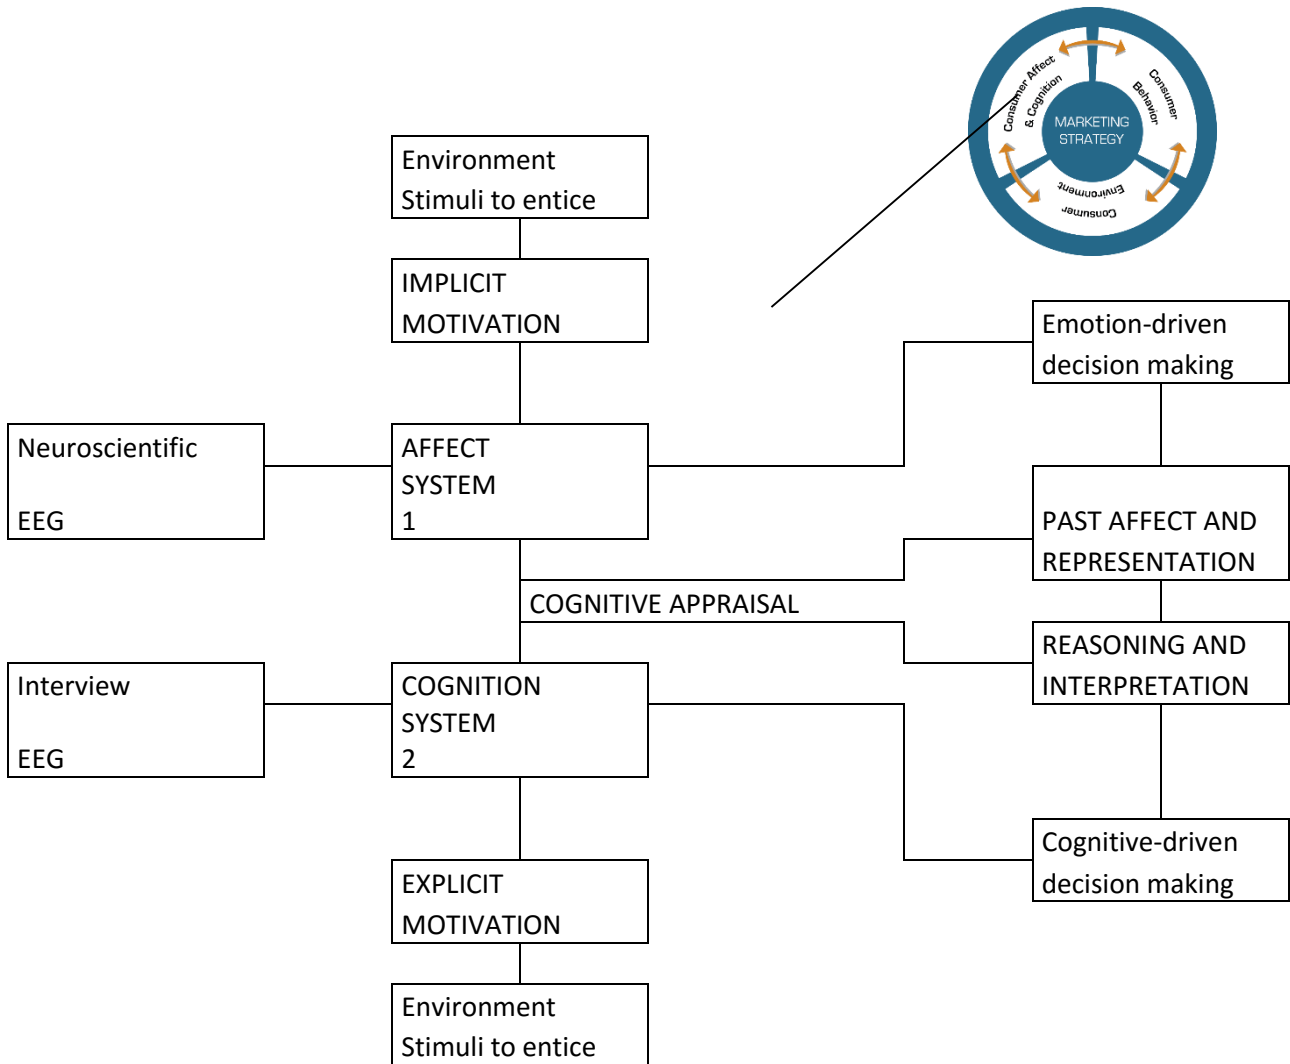 Consumer Affect
& Cognition
Consumer
Behavior
MARKETING
STRATEGY
Consumer
Environment
Environment
Stimuli to entice
IMPLICIT
MOTIVATION
Emotion-driven
decision making
Neuroscientific
EEG
AFFECT
SYSTEM
1
PAST AFFECT AND
REPRESENTATION
COGNITIVE APPRAISAL
REASONING AND
INTERPRETATION
Interview
EEG
COGNITION
SYSTEM
2
Cognitive-driven
decision making
EXPLICIT
MOTIVATION
Environment
Stimuli to entice